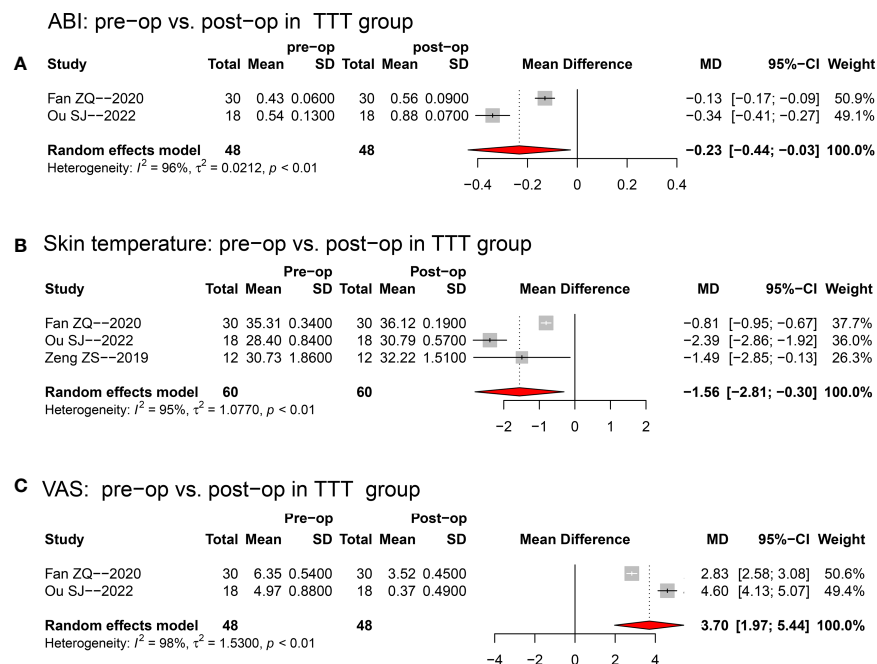 ABI: pre-op vs. post-op in TTT group
pre-op post-op
A Study Total Mean SD Total Mean SD Mean Difference MD 95%-CI Weight
Fan ZQ--2020 30 0.43 0.0600 30 0.56 0.0900 -0.13 [-0.17; -0.09] 50.9%
Ou SJ--2022 18 0.54 0.1300 18 0.88 0.0700 -0.34 [-0.41; -0.27] 49.1%
Random effects model 48 48 -0.23 [-0.44; -0.03] 100.0%
Heterogeneity: I² = 96%, τ² = 0.0212, p < 0.01
-0.4 -0.2 0 0.2 0.4
B Skin temperature: pre-op vs. post-op in TTT group
Pre-op Post-op
Study Total Mean SD Total Mean SD Mean Difference MD 95%-CI Weight
Fan ZQ--2020 30 35.31 0.3400 30 36.12 0.1900 -0.81 [-0.95; -0.67] 37.7%
Ou SJ--2022 18 28.40 0.8400 18 30.79 0.5700 -2.39 [-2.86; -1.92] 36.0%
Zeng ZS--2019 12 30.73 1.8600 12 32.22 1.5100 -1.49 [-2.85; -0.13] 26.3%
Random effects model 60 60 -1.56 [-2.81; -0.30] 100.0%
Heterogeneity: I² = 95%, τ² = 1.0770, p < 0.01
-2 -1 0 1 2
C VAS: pre-op vs. post-op in TTT group
Pre-op Post-op
Study Total Mean SD Total Mean SD Mean Difference MD 95%-CI Weight
Fan ZQ--2020 30 6.35 0.5400 30 3.52 0.4500 2.83 [2.58; 3.08] 50.6%
Ou SJ--2022 18 4.97 0.8800 18 0.37 0.4900 4.60 [4.13; 5.07] 49.4%
Random effects model 48 48 3.70 [1.97; 5.44] 100.0%
Heterogeneity: I² = 98%, τ² = 1.5300, p < 0.01
-4 -2 0 2 4